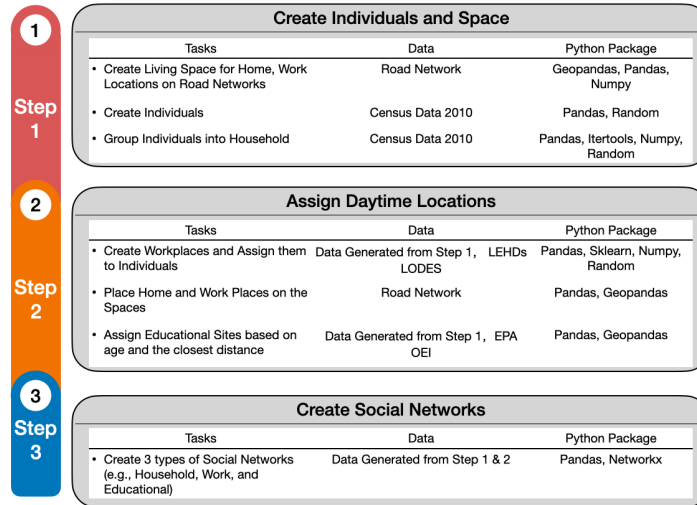 1
Step
1
Create Individuals and Space
Tasks Data Python Package
• Create Living Space for Home, Work Road Network Geopandas, Pandas,
Locations on Road Networks Numpy
• Create Individuals Census Data 2010 Pandas, Random
• Group Individuals into Household Census Data 2010 Pandas, Itertools, Numpy,
Random
2
Step
2
Assign Daytime Locations
Tasks Data Python Package
• Create Workplaces and Assign them Data Generated from Step 1, LEHDs Pandas, Sklearn, Numpy,
to Individuals LODES Random
• Place Home and Work Places on the Road Network Pandas, Geopandas
Spaces
• Assign Educational Sites based on Data Generated from Step 1, EPA Pandas, Geopandas
age and the closest distance OEI
3
Step
3
Create Social Networks
Tasks Data Python Package
• Create 3 types of Social Networks Data Generated from Step 1 & 2 Pandas, Networkx
(e.g., Household, Work, and
Educational)